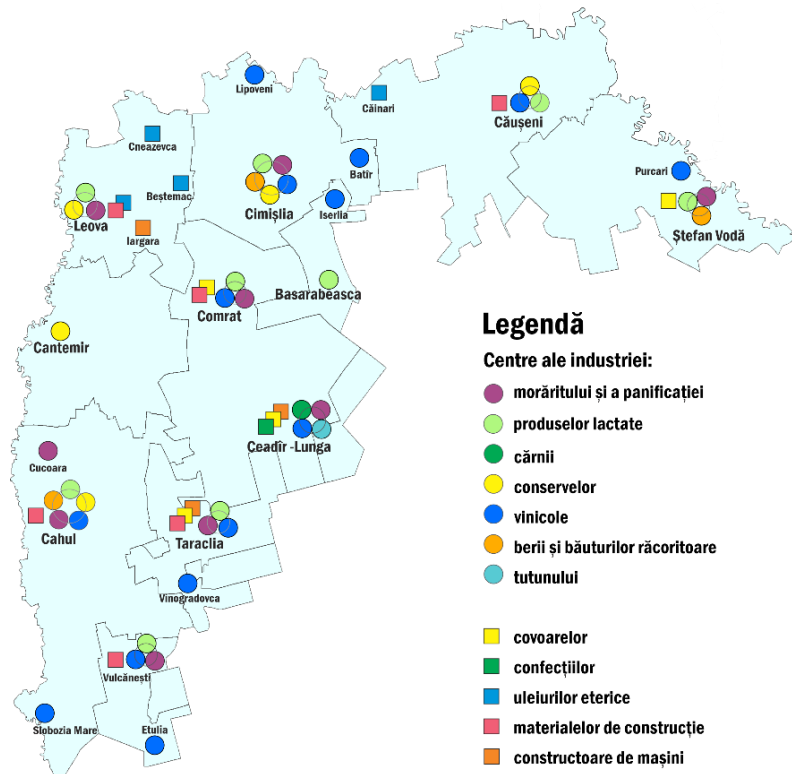 Lipoveni
Căinari
Căușeni
Cneazevca
Batîr
Purcari
Beștemac
Cimișlia
Iserlia
Leova
Iargara
Ștefan Vodă
Basarabeasca
Comrat
Cantemir
Ceadîr -Lunga
Cucoara
Cahul
Taraclia
Vinogradovca
Vulcănești
Slobozia Mare
Etulia
Legendă
Centre ale industriei:
morăritului și a panificației
produselor lactate
cărnii
conservelor
vinicole
berii și băuturilor răcoritoare
tutunului
covoarelor
confecțiilor
uleiurilor eterice
materialelor de construcție
constructoare de mașini